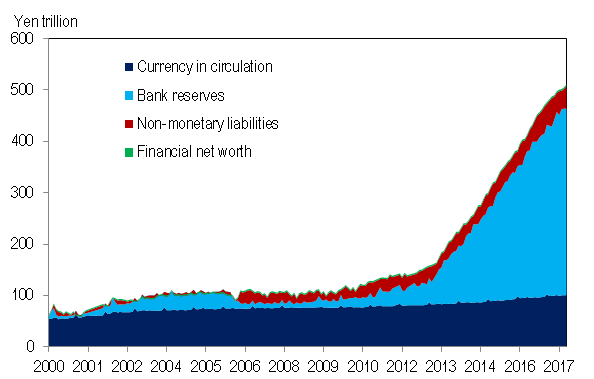 Yen trillion
600
500
400
300
200
100
0
Currency in circulation
Bank reserves
Non-monetary liabilities
Financial net worth
2000 2001 2002 2004 2005 2006 2008 2009 2010 2012 2013 2014 2016 2017